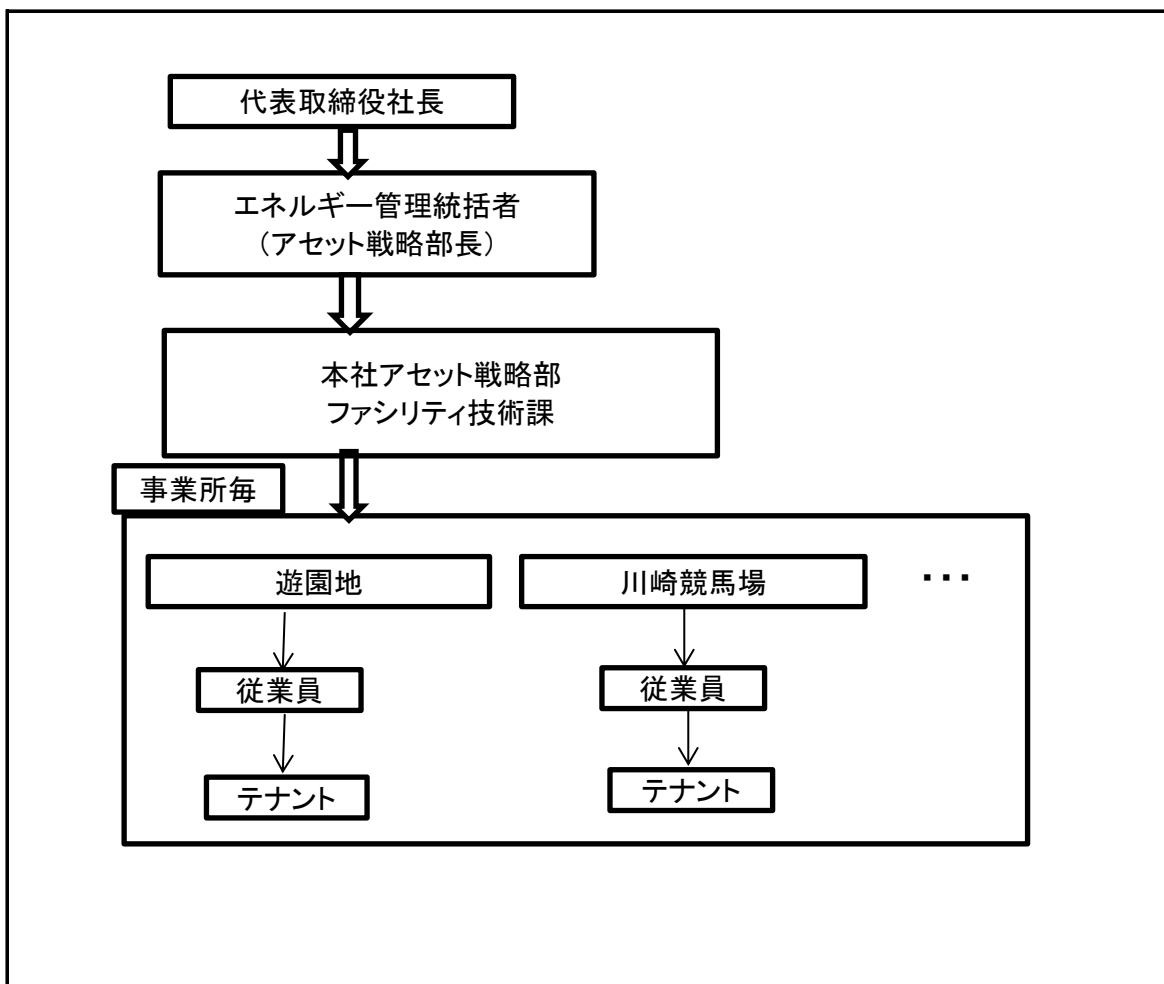 代表取締役社長
エネルギー管理統括者
（アセット戦略部長）
本社アセット戦略部
ファシリティ技術課
事業所毎
遊園地
川崎競馬場
・・・
従業員
従業員
テナント
テナント